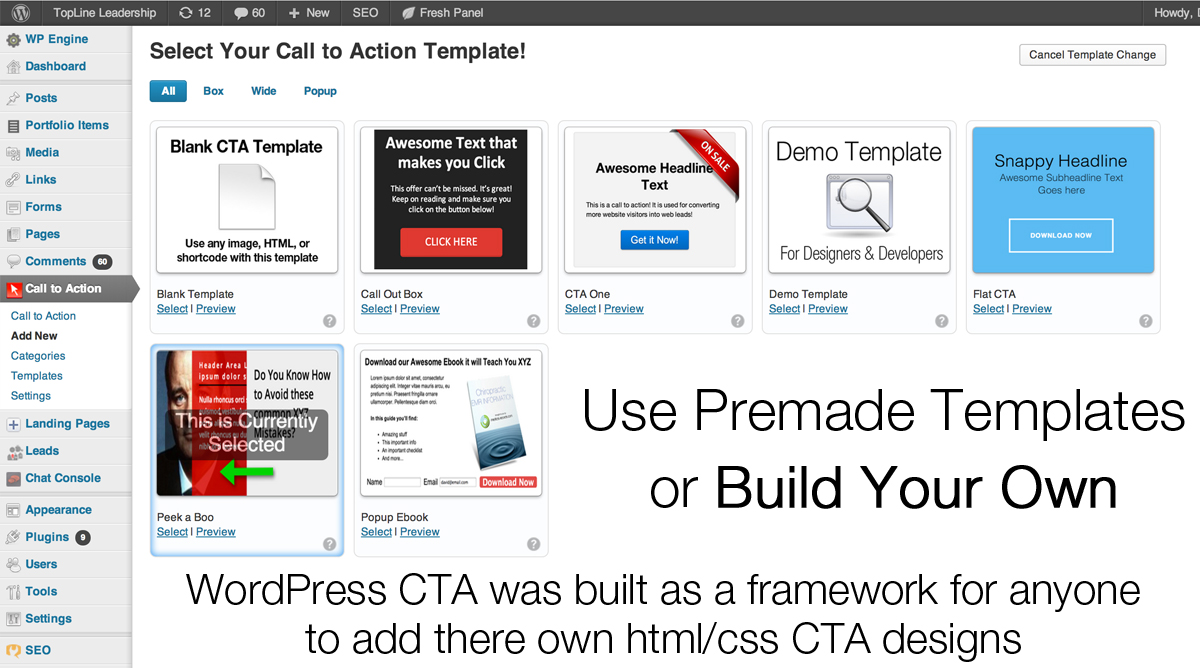 TopLine Leadership
12
60
New
SEO
Fresh Panel
Howdy,
WP Engine
Dashboard
Posts
Portfolio Items
Media
Links
Forms
Pages
Comments 60
Call to Action
Call to Action
Add New
Categories
Templates
Settings
Landing Pages
Leads
Chat Console
Appearance
Plugins 9
Users
Tools
Settings
SEO
Select Your Call to Action Template!
Cancel Template Change
All
Box
Wide
Popup
Blank CTA Template
Use any image, HTML, or
shortcode with this template
Blank Template
Select | Preview
?
Awesome Text that
makes you Click
This offer can't be missed. It's great!
Keep on reading and make sure you
click on the button below!
CLICK HERE
Call Out Box
Select | Preview
?
ON SALE
Awesome Headline
Text
This is a call to action! It is used for converting
more website visitors into web leads!
Get it Now!
CTA One
Select | Preview
?
Demo Template
For Designers & Developers
Demo Template
Select | Preview
?
Snappy Headline
Awesome Subheadline Text
Goes here
DOWNLOAD NOW
Flat CTA
Select | Preview
?
Header Area L
ipsum dolor s
Nulla rhoncus orci
Do You Know How
to Avoid these
common XYZ
Mistakes?
This is Currently
Selected
Peek a Boo
Select | Preview
?
Download our Awesome Ebook it will Teach You XYZ
Lorem ipsum dolor sit amet, consectetur
adipiscing elit. Integer vitae mauris arcu, eu
pretium nisi. Praesent fringilla ornare
ullamcorper. Pellentesque diam orci.
In this guide you'll find:
Amazing stuff
This important info
An important checklist
And more...
Chiropractic
EMR INFORMATION
Name
Email
david@email.com
Download Now
Popup Ebook
Select | Preview
?
Use Premade Templates
or Build Your Own
WordPress CTA was built as a framework for anyone
to add there own html/css CTA designs